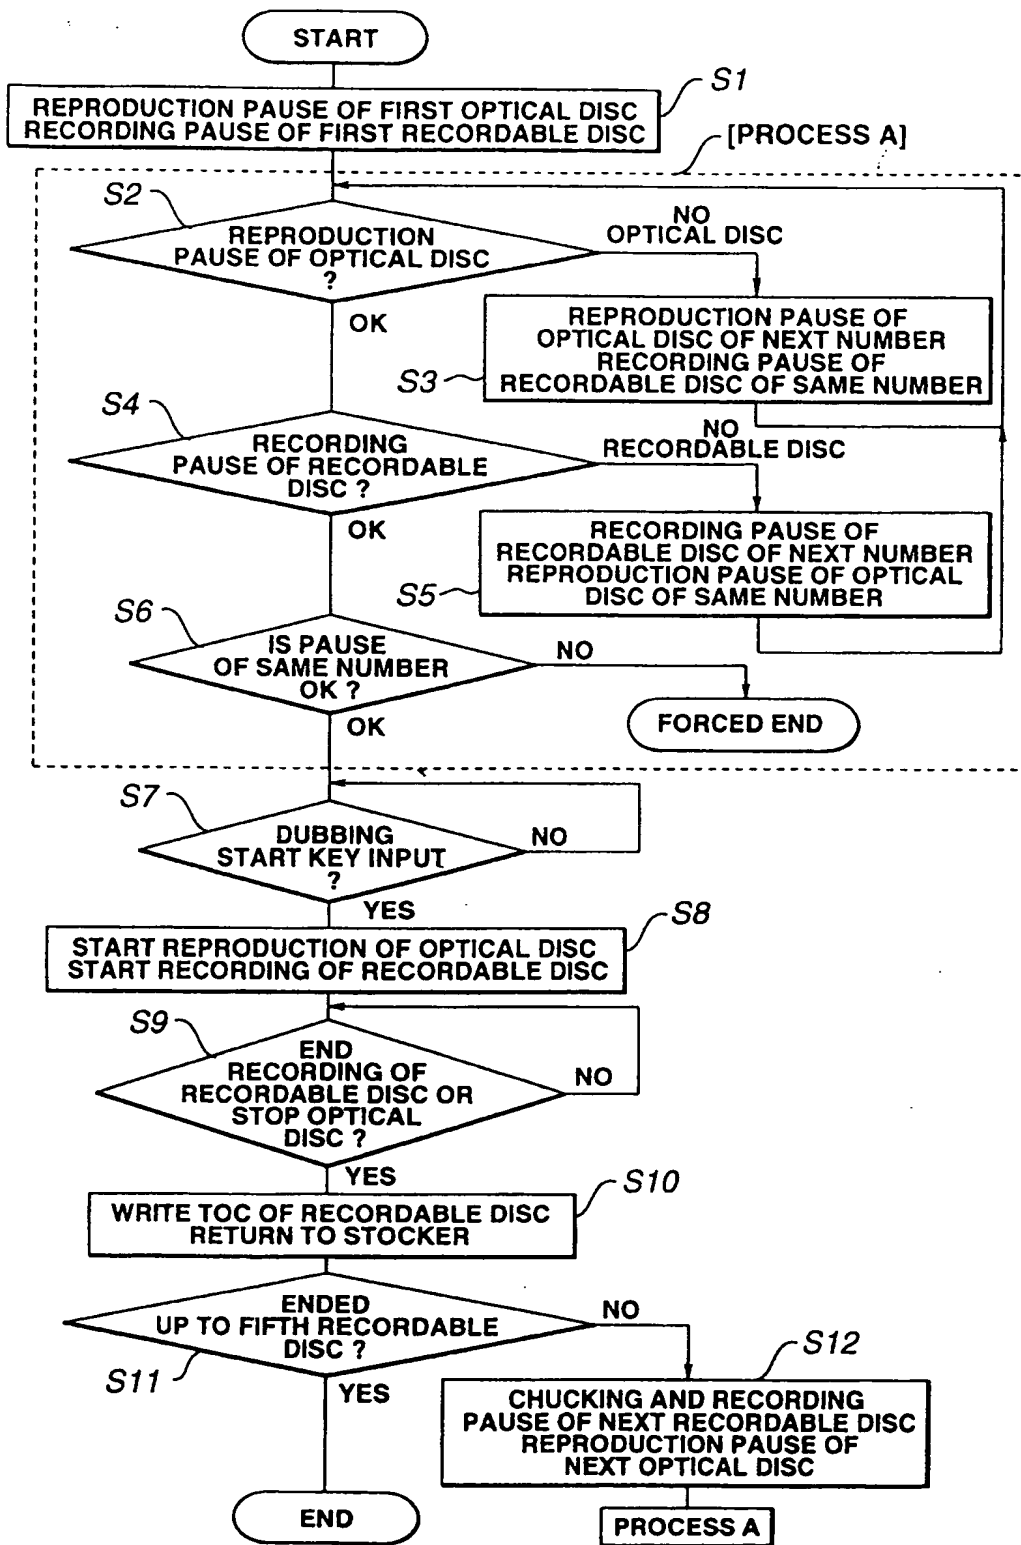 START
S1
REPRODUCTION PAUSE OF FIRST OPTICAL DISC
RECORDING PAUSE OF FIRST RECORDABLE DISC
[PROCESS A]
S2
REPRODUCTION
PAUSE OF OPTICAL DISC
?
NO
OPTICAL DISC
OK
REPRODUCTION PAUSE OF
OPTICAL DISC OF NEXT NUMBER
RECORDING PAUSE OF
RECORDABLE DISC OF SAME NUMBER
S3
S4
RECORDING
PAUSE OF RECORDABLE
DISC ?
NO
RECORDABLE DISC
OK
RECORDING PAUSE OF
RECORDABLE DISC OF NEXT NUMBER
REPRODUCTION PAUSE OF OPTICAL
DISC OF SAME NUMBER
S5
S6
IS PAUSE
OF SAME NUMBER
OK ?
NO
OK
FORCED END
S7
DUBBING
START KEY INPUT
?
NO
YES
S8
START REPRODUCTION OF OPTICAL DISC
START RECORDING OF RECORDABLE DISC
S9
END
RECORDING OF
RECORDABLE DISC OR
STOP OPTICAL
DISC ?
NO
YES
S10
WRITE TOC OF RECORDABLE DISC
RETURN TO STOCKER
ENDED
UP TO FIFTH RECORDABLE
DISC ?
NO
S11
YES
S12
CHUCKING AND RECORDING
PAUSE OF NEXT RECORDABLE DISC
REPRODUCTION PAUSE OF
NEXT OPTICAL DISC
END
PROCESS A